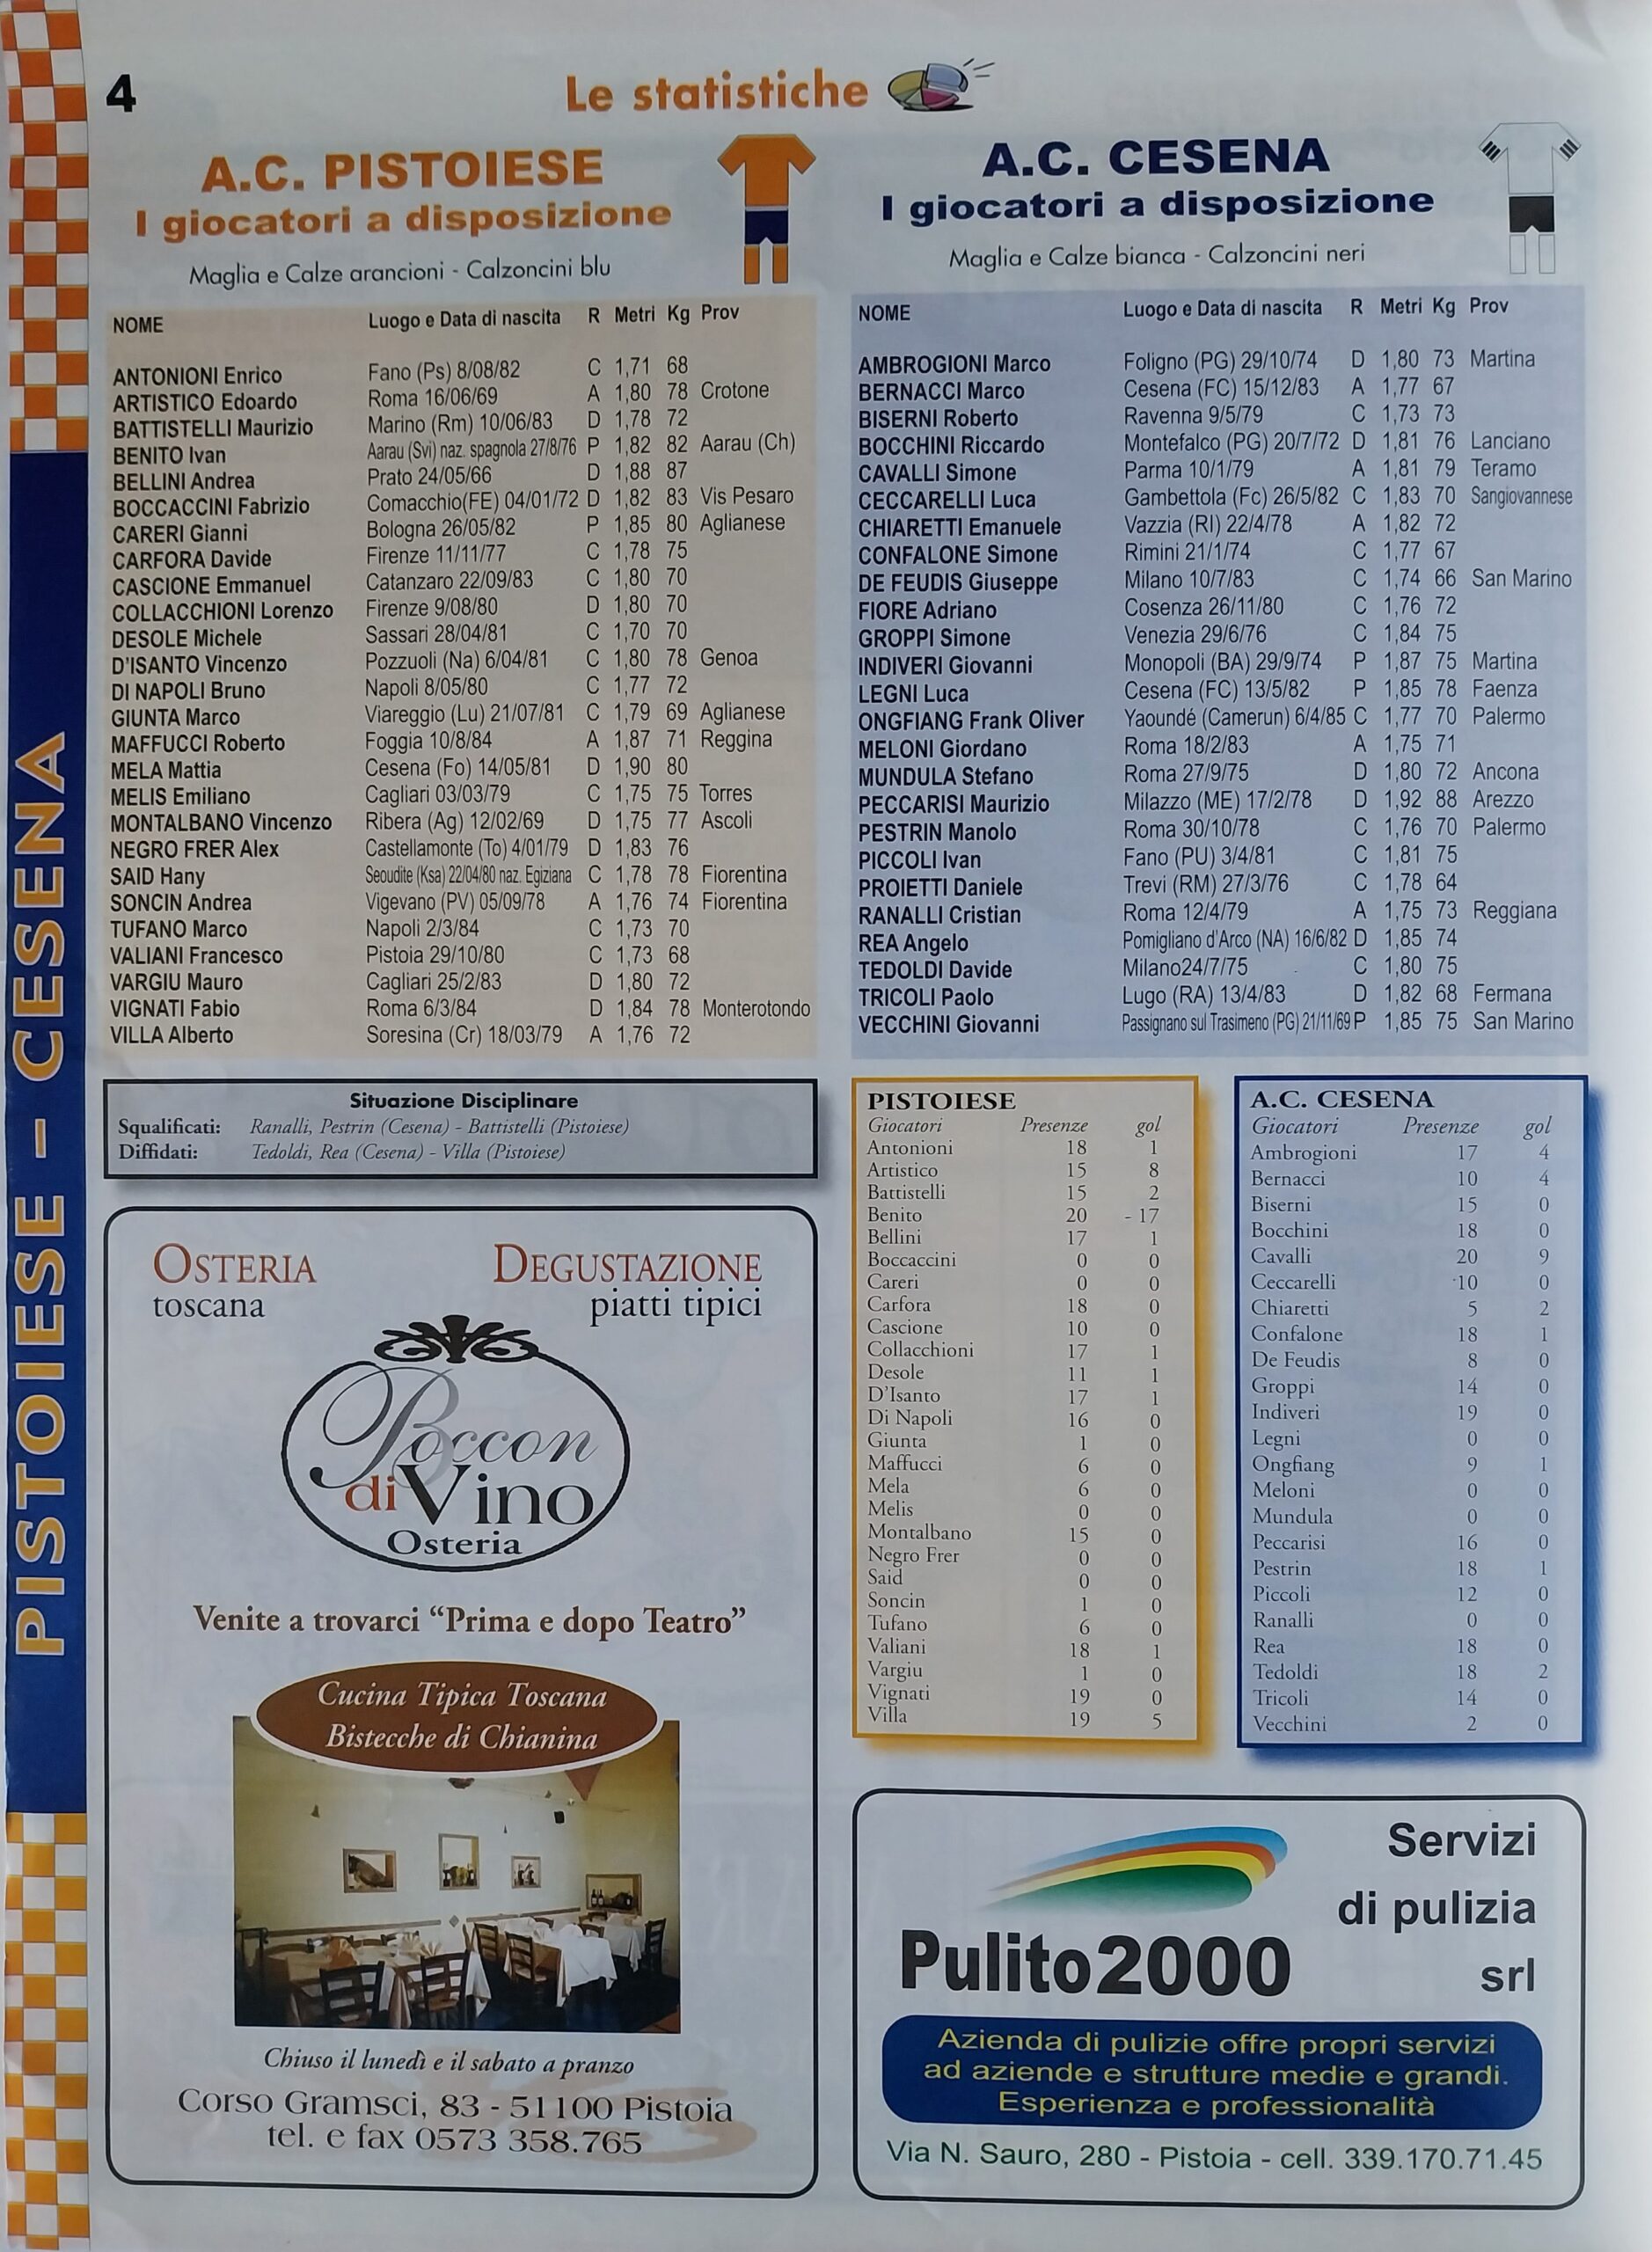 4
Le statistiche
PISTOIESE – CESENA
A.C. PISTOIESE
I giocatori a disposizione
Maglia e Calze arancioni - Calzoncini blu
NOME Luogo e Data di nascita R Metri Kg Prov
ANTONIONI Enrico Fano (Ps) 8/08/82 C 1,71 68
ARTISTICO Edoardo Roma 16/06/69 A 1,80 78 Crotone
BATTISTELLI Maurizio Marino (Rm) 10/06/83 D 1,78 72
BENITO Ivan Aarau (Svi) naz. spagnola 27/8/76 P 1,82 82 Aarau (Ch)
BELLINI Andrea Prato 24/05/66 D 1,88 87
BOCCACCINI Fabrizio Comacchio(FE) 04/01/72 D 1,82 83 Vis Pesaro
CARERI Gianni Bologna 26/05/82 P 1,85 80 Aglianese
CARFORA Davide Firenze 11/11/77 C 1,78 75
CASCIONE Emmanuel Catanzaro 22/09/83 C 1,80 70
COLLACCHIONI Lorenzo Firenze 9/08/80 D 1,80 70
DESOLE Michele Sassari 28/04/81 C 1,70 70
D'ISANTO Vincenzo Pozzuoli (Na) 6/04/81 C 1,80 78 Genoa
DI NAPOLI Bruno Napoli 8/05/80 C 1,77 72
GIUNTA Marco Viareggio (Lu) 21/07/81 C 1,79 69 Aglianese
MAFFUCCI Roberto Foggia 10/8/84 A 1,87 71 Reggina
MELA Mattia Cesena (Fo) 14/05/81 D 1,90 80
MELIS Emiliano Cagliari 03/03/79 C 1,75 75 Torres
MONTALBANO Vincenzo Ribera (Ag) 12/02/69 D 1,75 77 Ascoli
NEGRO FRER Alex Castellamonte (To) 4/01/79 D 1,83 76
SAID Hany Seoudite (Ksa) 22/04/80 naz. Egiziana C 1,78 78 Fiorentina
SONCIN Andrea Vigevano (PV) 05/09/78 A 1,76 74 Fiorentina
TUFANO Marco Napoli 2/3/84 C 1,73 70
VALIANI Francesco Pistoia 29/10/80 C 1,73 68
VARGIU Mauro Cagliari 25/2/83 D 1,80 72
VIGNATI Fabio Roma 6/3/84 D 1,84 78 Monterotondo
VILLA Alberto Soresina (Cr) 18/03/79 A 1,76 72
A.C. CESENA
I giocatori a disposizione
Maglia e Calze bianca - Calzoncini neri
NOME Luogo e Data di nascita R Metri Kg Prov
AMBROGIONI Marco Foligno (PG) 29/10/74 D 1,80 73 Martina
BERNACCI Marco Cesena (FC) 15/12/83 A 1,77 67
BISERNI Roberto Ravenna 9/5/79 C 1,73 73
BOCCHINI Riccardo Montefalco (PG) 20/7/72 D 1,81 76 Lanciano
CAVALLI Simone Parma 10/1/79 A 1,81 79 Teramo
CECCARELLI Luca Gambettola (Fc) 26/5/82 C 1,83 70 Sangiovannese
CHIARETTI Emanuele Vazzia (RI) 22/4/78 A 1,82 72
CONFALONE Simone Rimini 21/1/74 C 1,77 67
DE FEUDIS Giuseppe Milano 10/7/83 C 1,74 66 San Marino
FIORE Adriano Cosenza 26/11/80 C 1,76 72
GROPPI Simone Venezia 29/6/76 C 1,84 75
INDIVERI Giovanni Monopoli (BA) 29/9/74 P 1,87 75 Martina
LEGNI Luca Cesena (FC) 13/5/82 P 1,85 78 Faenza
ONGFIANG Frank Oliver Yaoundé (Camerun) 6/4/85 C 1,77 70 Palermo
MELONI Giordano Roma 18/2/83 A 1,75 71
MUNDULA Stefano Roma 27/9/75 D 1,80 72 Ancona
PECCARISI Maurizio Milazzo (ME) 17/2/78 D 1,92 88 Arezzo
PESTRIN Manolo Roma 30/10/78 C 1,76 70 Palermo
PICCOLI Ivan Fano (PU) 3/4/81 C 1,81 75
PROIETTI Daniele Trevi (RM) 27/3/76 C 1,78 64
RANALLI Cristian Roma 12/4/79 A 1,75 73 Reggiana
REA Angelo Pomigliano d'Arco (NA) 16/6/82 D 1,85 74
TEDOLDI Davide Milano24/7/75 C 1,80 75
TRICOLI Paolo Lugo (RA) 13/4/83 D 1,82 68 Fermana
VECCHINI Giovanni Passignano sul Trasimeno (PG) 21/11/69 P 1,85 75 San Marino
Situazione Disciplinare
Squalificati: Ranalli, Pestrin (Cesena) - Battistelli (Pistoiese)
Diffidati: Tedoldi, Rea (Cesena) - Villa (Pistoiese)
PISTOIESE
Giocatori Presenze gol
Antonioni 18 1
Artistico 15 8
Battistelli 15 2
Benito 20 - 17
Bellini 17 1
Boccaccini 0 0
Careri 0 0
Carfora 18 0
Cascione 10 0
Collacchioni 17 1
Desole 11 1
D'Isanto 17 1
Di Napoli 16 0
Giunta 1 0
Maffucci 6 0
Mela 6 0
Melis 0 0
Montalbano 15 0
Negro Frer 0 0
Said 0 0
Soncin 1 0
Tufano 6 0
Valiani 18 1
Vargiu 1 0
Vignati 19 0
Villa 19 5
A.C. CESENA
Giocatori Presenze gol
Ambrogioni 17 4
Bernacci 10 4
Biserni 15 0
Bocchini 18 0
Cavalli 20 9
Ceccarelli 10 0
Chiaretti 5 2
Confalone 18 1
De Feudis 8 0
Groppi 14 0
Indiveri 19 0
Legni 0 0
Ongfiang 9 1
Meloni 0 0
Mundula 0 0
Peccarisi 16 0
Pestrin 18 1
Piccoli 12 0
Ranalli 0 0
Rea 18 0
Tedoldi 18 2
Tricoli 14 0
Vecchini 2 0
OSTERIA DEGUSTAZIONE
toscana piatti tipici
Boccon
di Vino
Osteria
Venite a trovarci “Prima e dopo Teatro”
Cucina Tipica Toscana
Bistecche di Chianina
Chiuso il lunedì e il sabato a pranzo
Corso Gramsci, 83 - 51100 Pistoia
tel. e fax 0573 358.765
Servizi
di pulizia
srl
Pulito2000
Azienda di pulizie offre propri servizi
ad aziende e strutture medie e grandi.
Esperienza e professionalità
Via N. Sauro, 280 - Pistoia - cell. 339.170.71.45